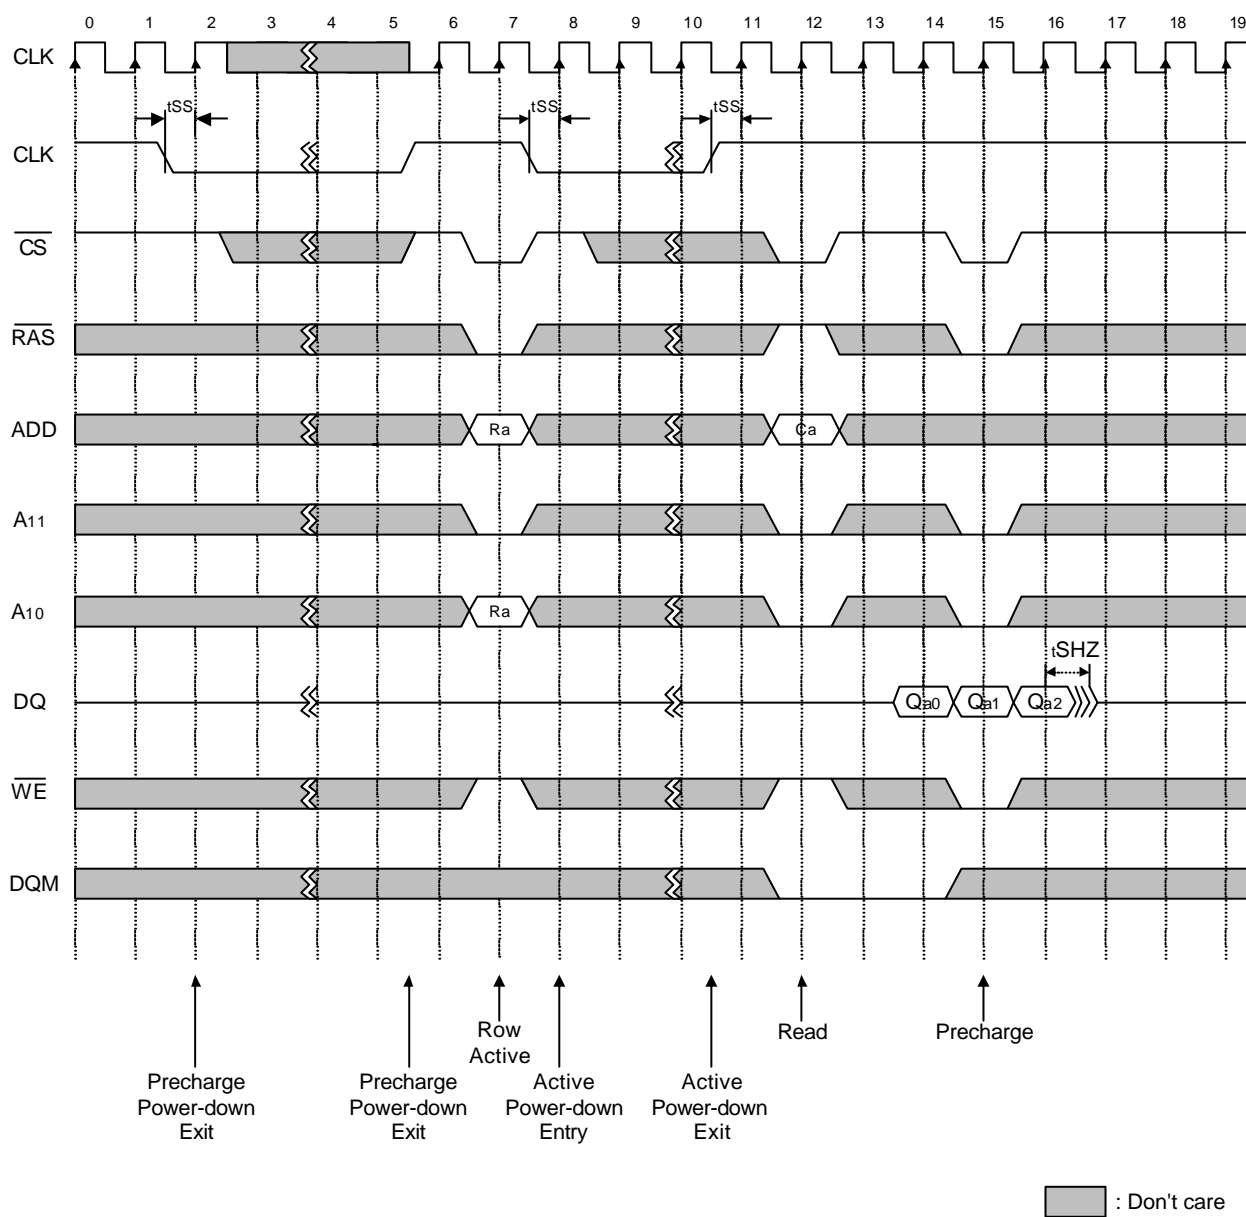 0 1 2 3 4 5 6 7 8 9 10 11 12 13 14 15 16 17 18 19
CLK
tSS tSS tSS
CLK
CS
RAS
ADD Ra Ca
A11
A10 Ra
tSHZ
DQ Qa0 Qa1 Qa2
WE
DQM
Precharge
Power-down
Exit
Precharge
Power-down
Exit
Row
Active
Active
Power-down
Entry
Active
Power-down
Exit
Read
Precharge
: Don't care